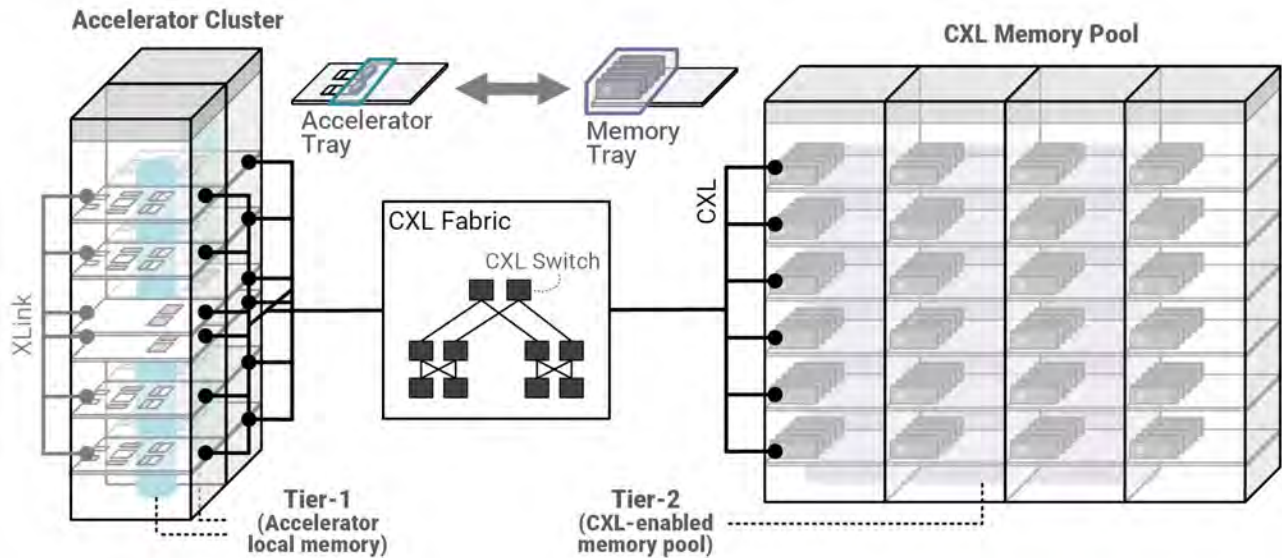 Accelerator Cluster
CXL Memory Pool
Accelerator
Tray
Memory
Tray
XLink
CXL Fabric
CXL Switch
CXL
Tier-1
(Accelerator
local memory)
Tier-2
(CXL-enabled
memory pool)